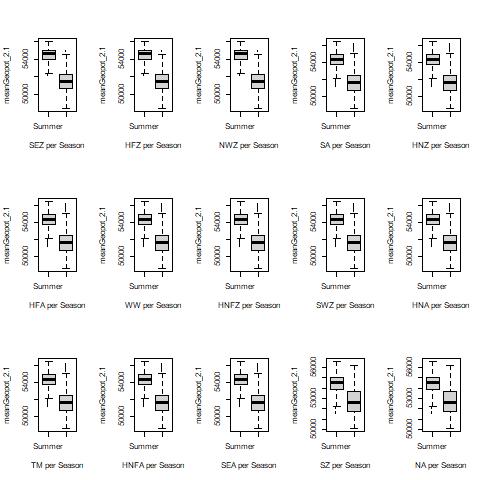 meanGeopot_2.1
50000
54000
Summer
SEZ per Season
meanGeopot_2.1
50000
54000
Summer
HFZ per Season
meanGeopot_2.1
50000
54000
Summer
NWZ per Season
meanGeopot_2.1
50000
54000
Summer
SA per Season
meanGeopot_2.1
50000
54000
Summer
HNZ per Season
meanGeopot_2.1
50000
54000
Summer
HFA per Season
meanGeopot_2.1
50000
54000
Summer
WW per Season
meanGeopot_2.1
50000
54000
Summer
HNFZ per Season
meanGeopot_2.1
50000
54000
Summer
SWZ per Season
meanGeopot_2.1
50000
54000
Summer
HNA per Season
meanGeopot_2.1
50000
54000
Summer
TM per Season
meanGeopot_2.1
50000
54000
Summer
HNFA per Season
meanGeopot_2.1
50000
54000
Summer
SEA per Season
meanGeopot_2.1
50000
53000
56000
Summer
SZ per Season
meanGeopot_2.1
50000
53000
56000
Summer
NA per Season